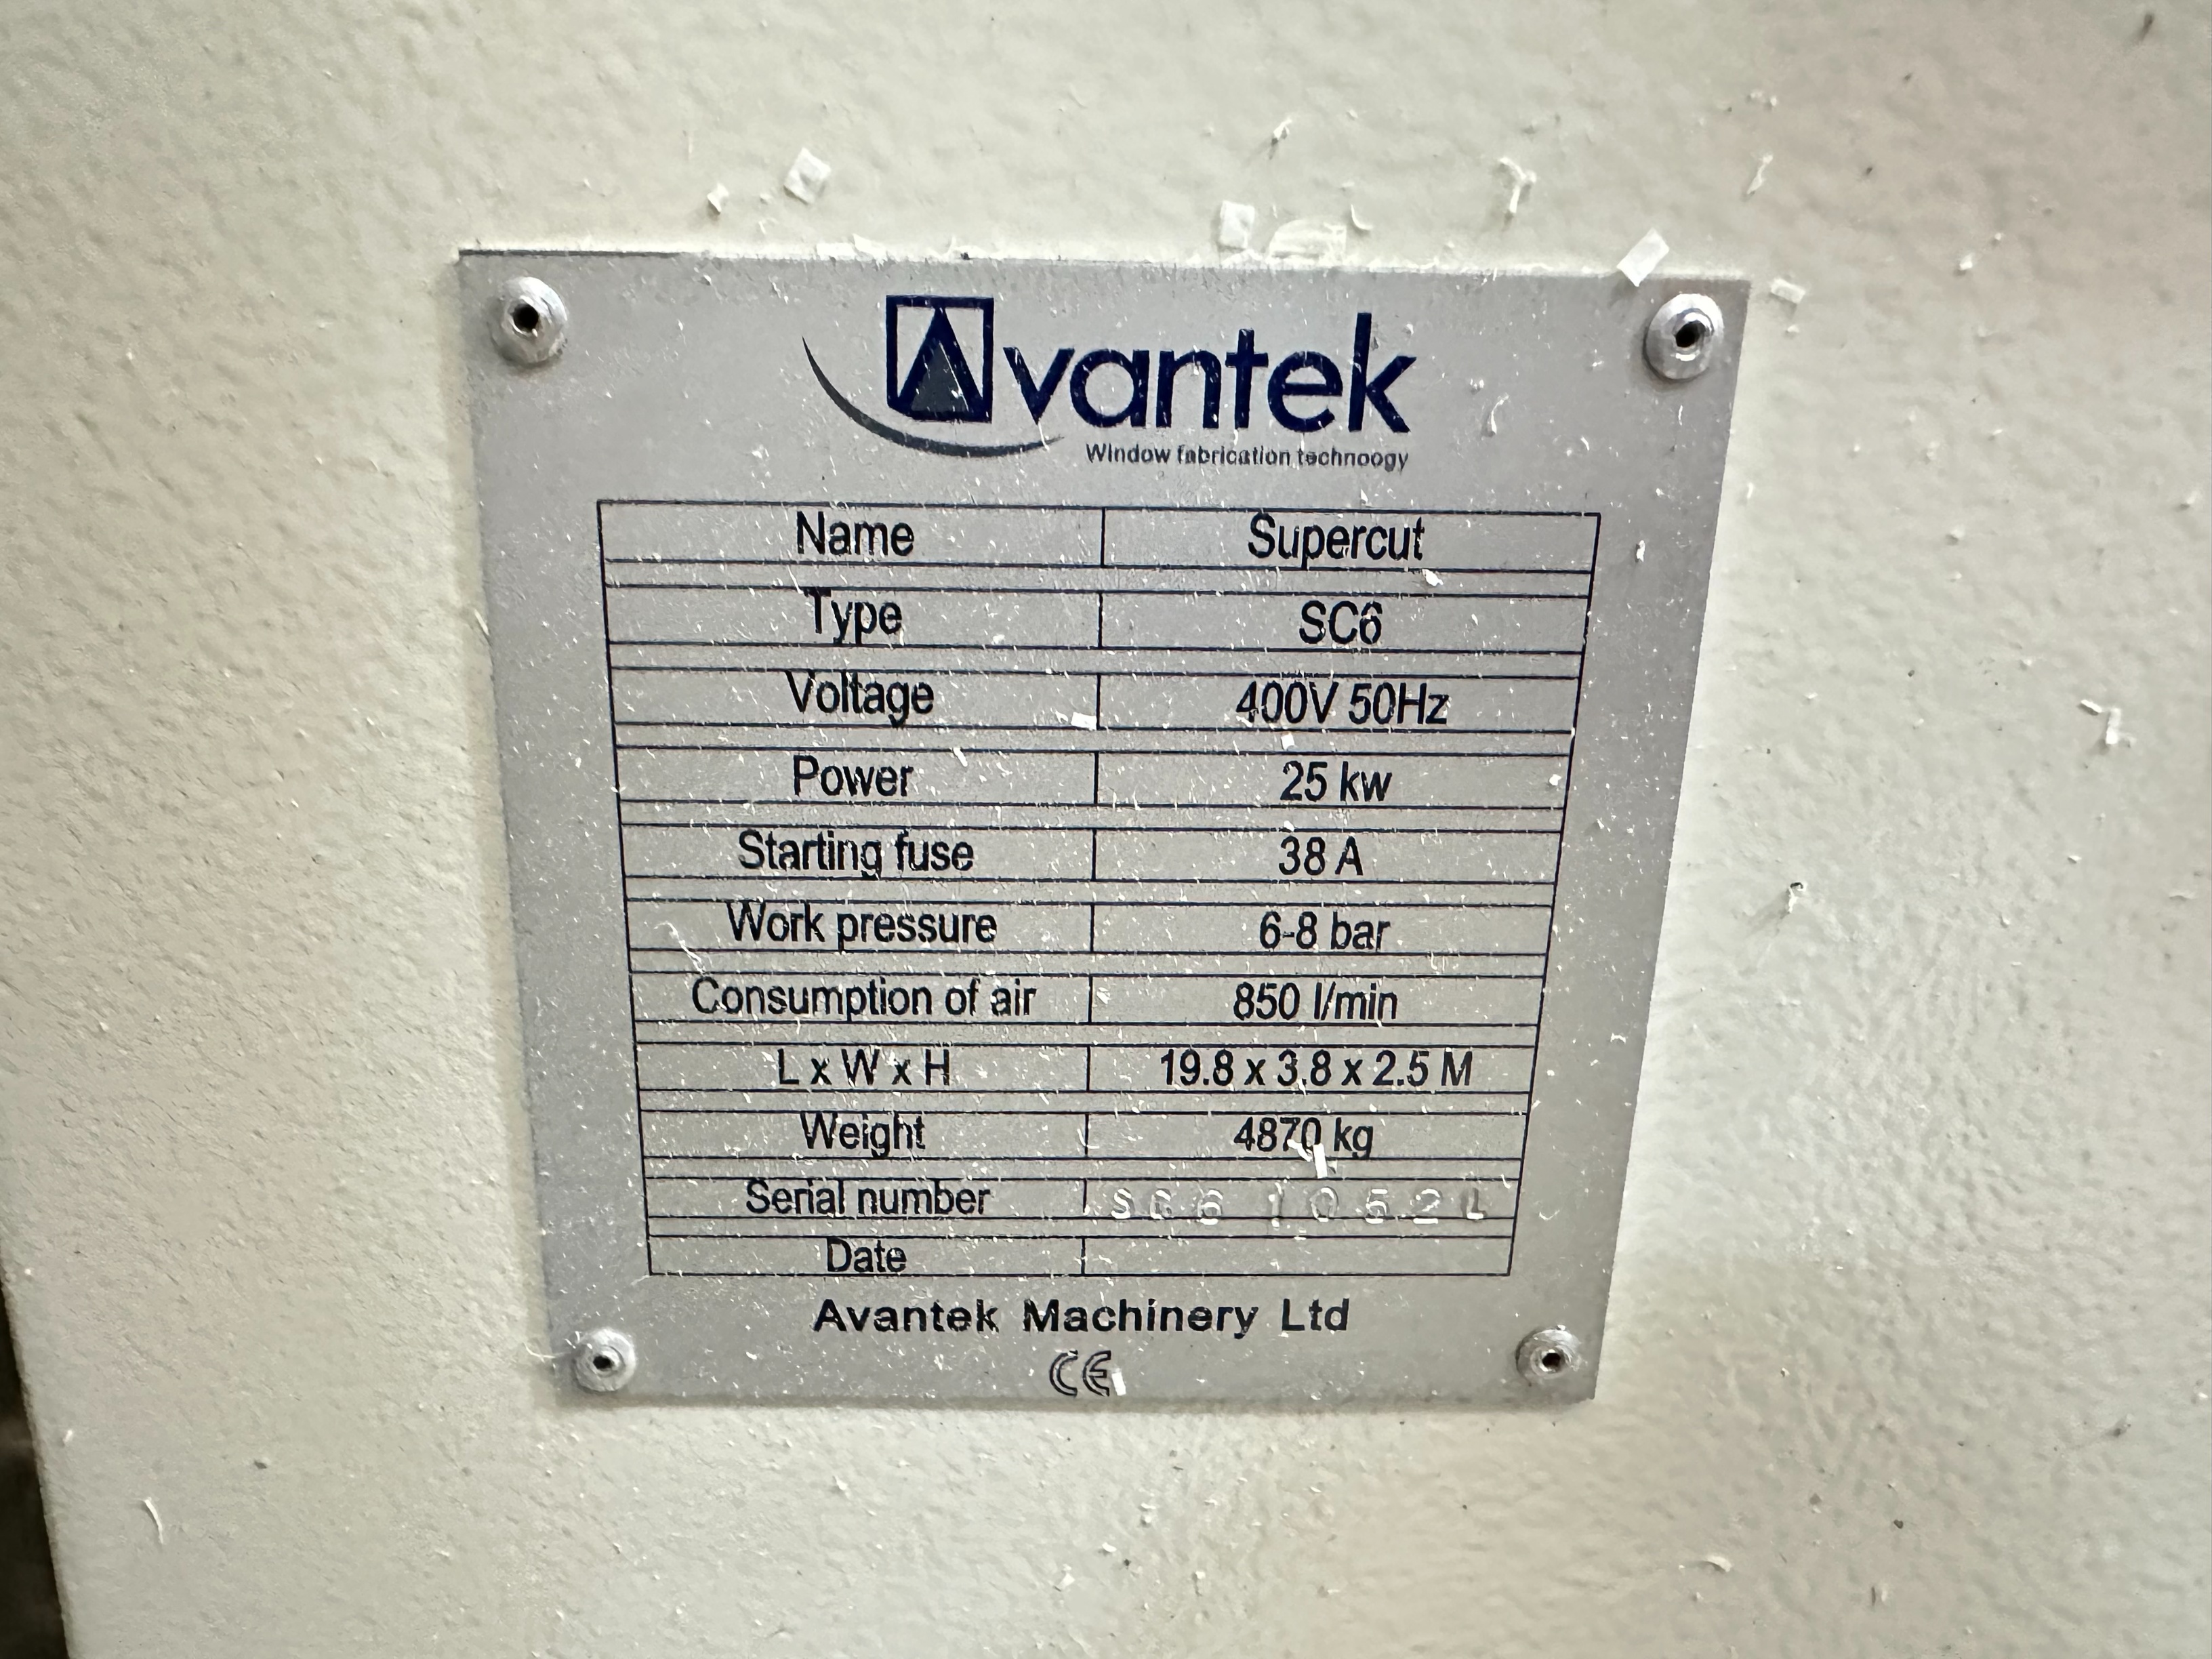 Avantek
Window fabrication technoogy
Name Supercut
Type SC6
Voltage 400V 50Hz
Power 25 kw
Starting fuse 38 A
Work pressure 6-8 bar
Consumption of air 850 l/min
L x W x H 19.8 x 3.8 x 2.5 M
Weight 4870 kg
Serial number
Date
Avantek Machinery Ltd
CE